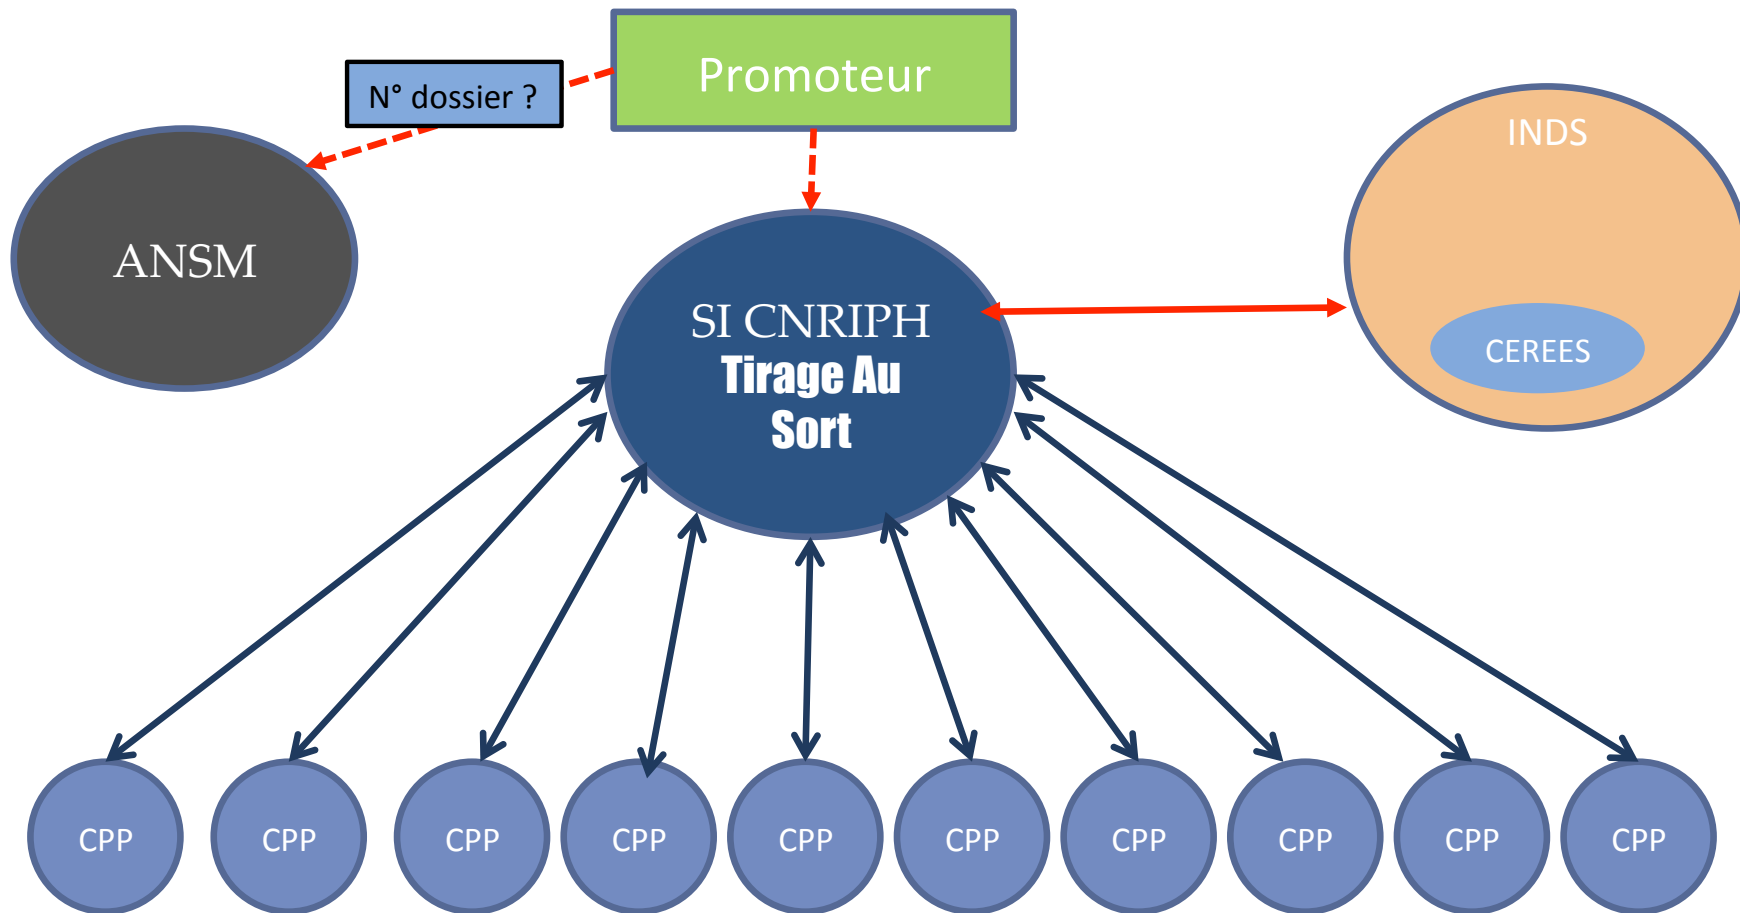 Promoteur
N° dossier ?
INDS
ANSM
SI CNRIPH
Tirage Au
Sort
CEREES
CPP
CPP
CPP
CPP
CPP
CPP
CPP
CPP
CPP
CPP